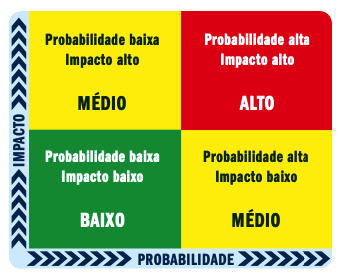 Probabilidade baixa
Impacto alto
MÉDIO
Probabilidade alta
Impacto alto
ALTO
Probabilidade baixa
Impacto baixo
BAIXO
Probabilidade alta
Impacto baixo
MÉDIO
IMPACTO
PROBABILIDADE